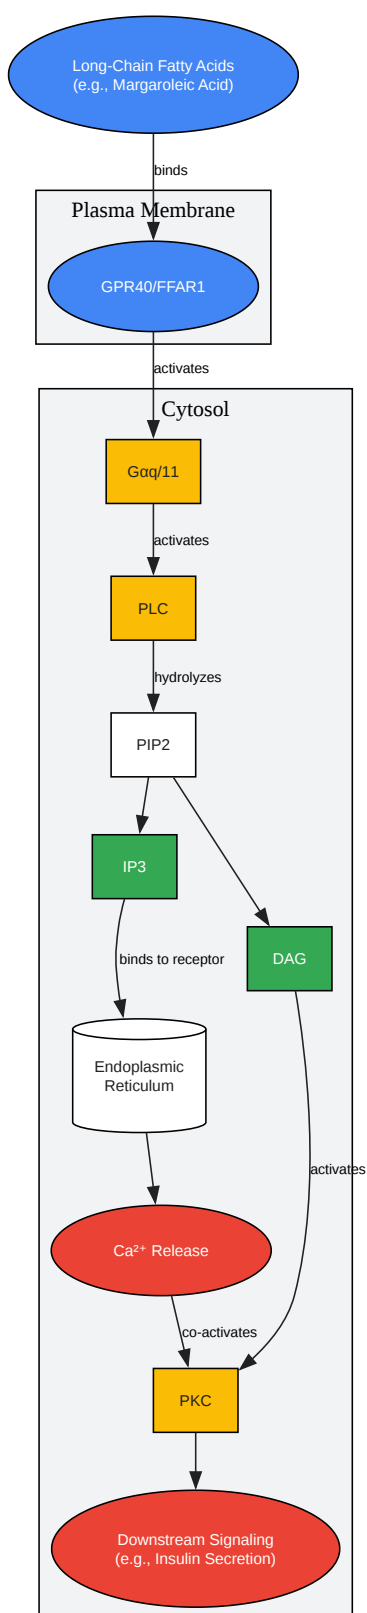 Long-Chain Fatty Acids
(e.g., Margaroleic Acid)
binds
Plasma Membrane
GPR40/FFAR1
activates
Cytosol
Gαq/11
activates
PLC
hydrolyzes
PIP2
IP3
DAG
binds to receptor
Endoplasmic
Reticulum
activates
Ca²⁺ Release
co-activates
PKC
Downstream Signaling
(e.g., Insulin Secretion)